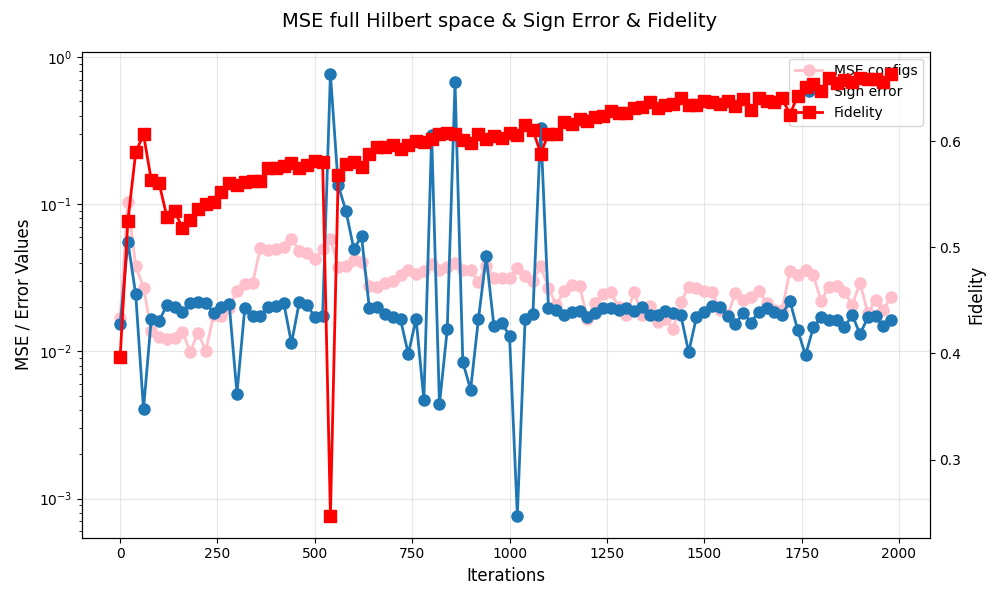 MSE full Hilbert space & Sign Error & Fidelity
MSE configs
Sign error
Fidelity
MSE / Error Values
10^0
10^-1
10^-2
10^-3
0.6
0.5
0.4
0.3
Fidelity
0 250 500 750 1000 1250 1500 1750 2000
Iterations